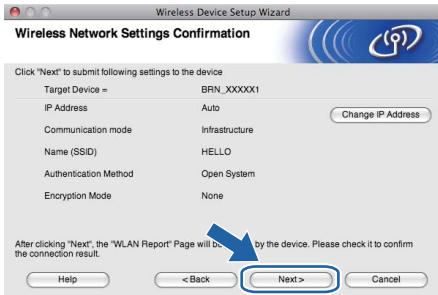 Wireless Device Setup Wizard
Wireless Network Settings Confirmation
Click "Next" to submit following settings to the device
Target Device = BRN_XXXXX1
IP Address Auto
Change IP Address
Communication mode Infrastructure
Name (SSID) HELLO
Authentication Method Open System
Encryption Mode None
After clicking "Next", the "WLAN Report" Page will be by the device. Please check it to confirm
the connection result.
Help < Back Next > Cancel